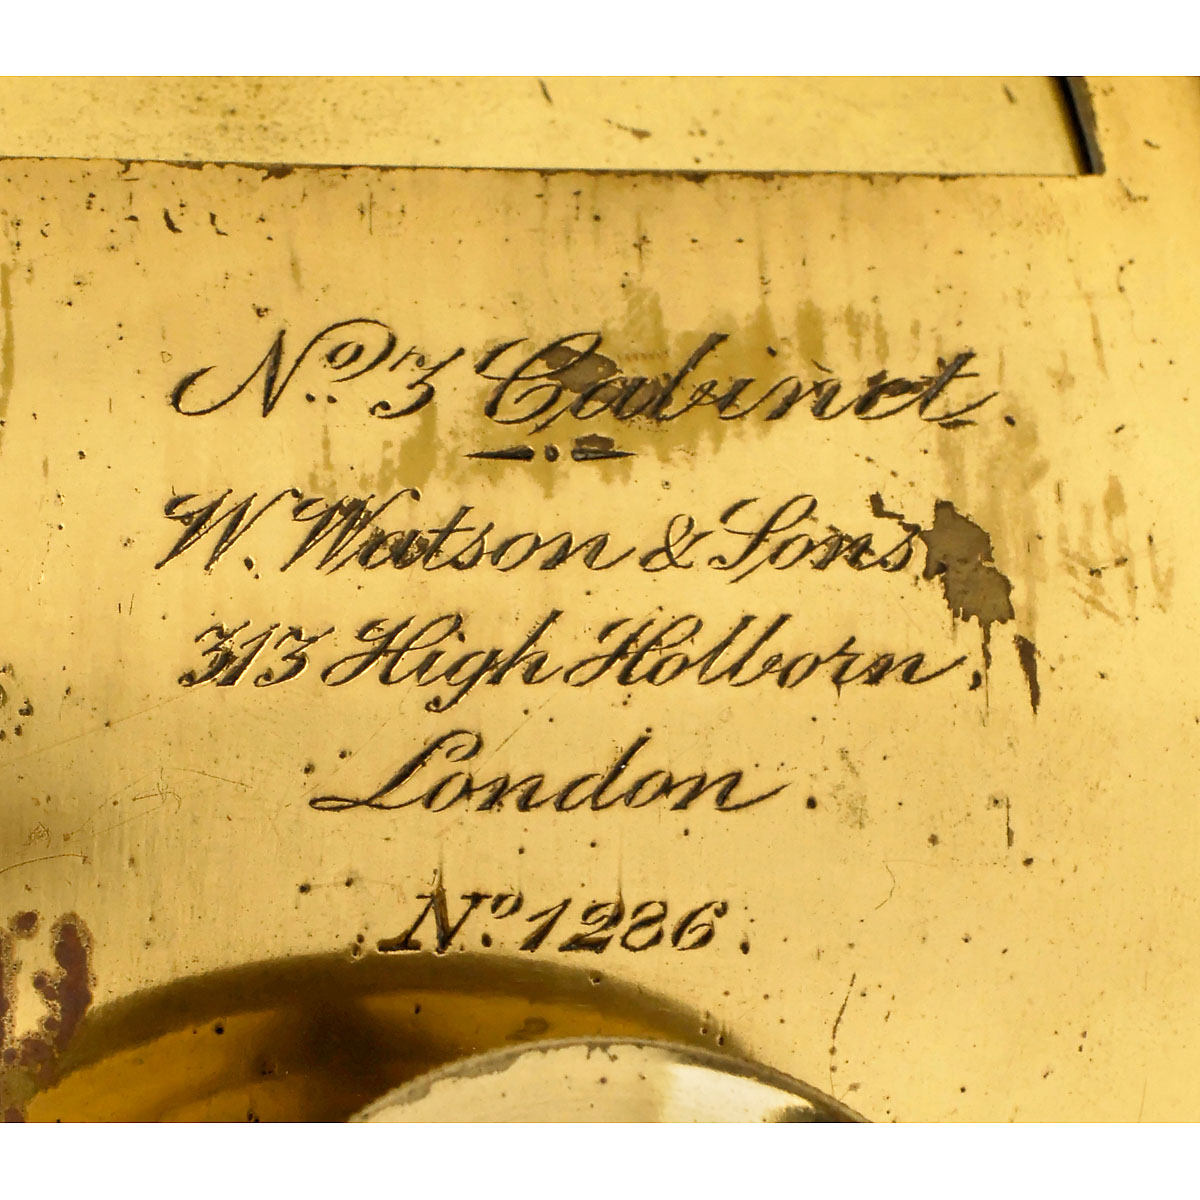 No. 3 Cabinet.
W. Watson & Sons
313 High Holborn.
London.
No. 1286.